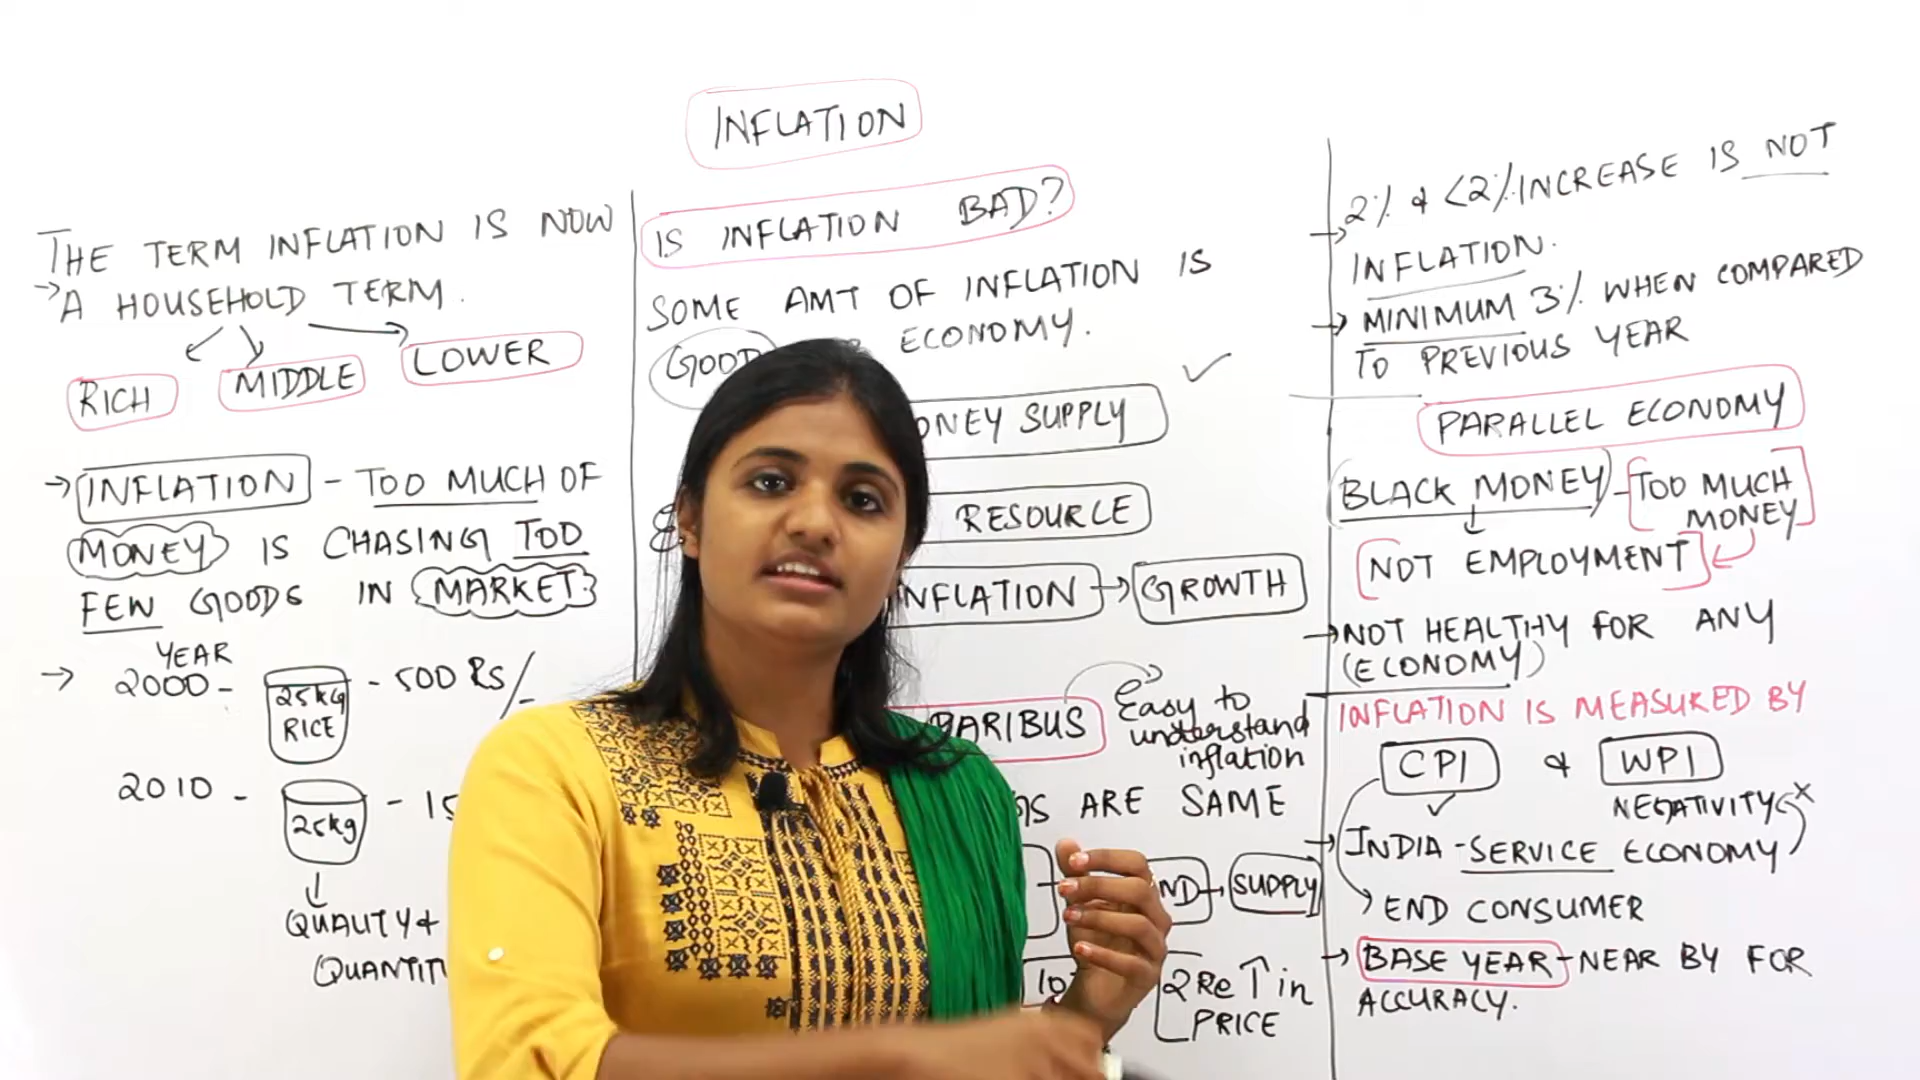 INFLATION
THE TERM INFLATION IS NOW
→A HOUSEHOLD TERM.
RICH MIDDLE LOWER
→ INFLATION - TOO MUCH OF
MONEY IS CHASING TOO
FEW GOODS IN MARKET.
→ YEAR
2000 - 25kg RICE - 500 Rs/-
2010 - 25kg -
QUALITY &
IS INFLATION BAD?
SOME AMT OF INFLATION IS
GOOD ECONOMY.
SUPPLY
RESOURCE
→ GROWTH
Easy to
understand
inflation
ARE SAME
SUPPLY
2 Re ↑ in
PRICE
→ 2% & <2% INCREASE IS NOT
INFLATION.
→ MINIMUM 3% WHEN COMPARED
TO PREVIOUS YEAR
PARALLEL ECONOMY
BLACK MONEY - TOO MUCH
MONEY
NOT EMPLOYMENT
→NOT HEALTHY FOR ANY
(ECONOMY)
INFLATION IS MEASURED BY
CPI & WPI
NEGATIVITY
→ INDIA - SERVICE ECONOMY
END CONSUMER
→ BASE YEAR - NEAR BY FOR
ACCURACY.